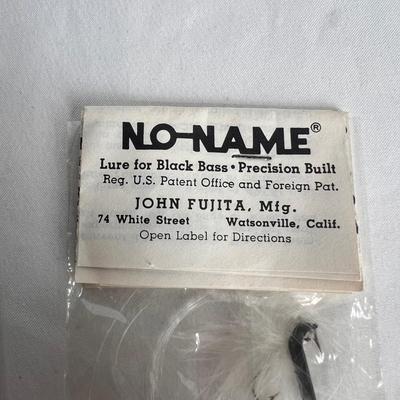 NO-NAME®
Lure for Black Bass • Precision Built
Reg. U.S. Patent Office and Foreign Pat.
JOHN FUJITA, Mfg.
74 White Street Watsonville, Calif.
Open Label for Directions